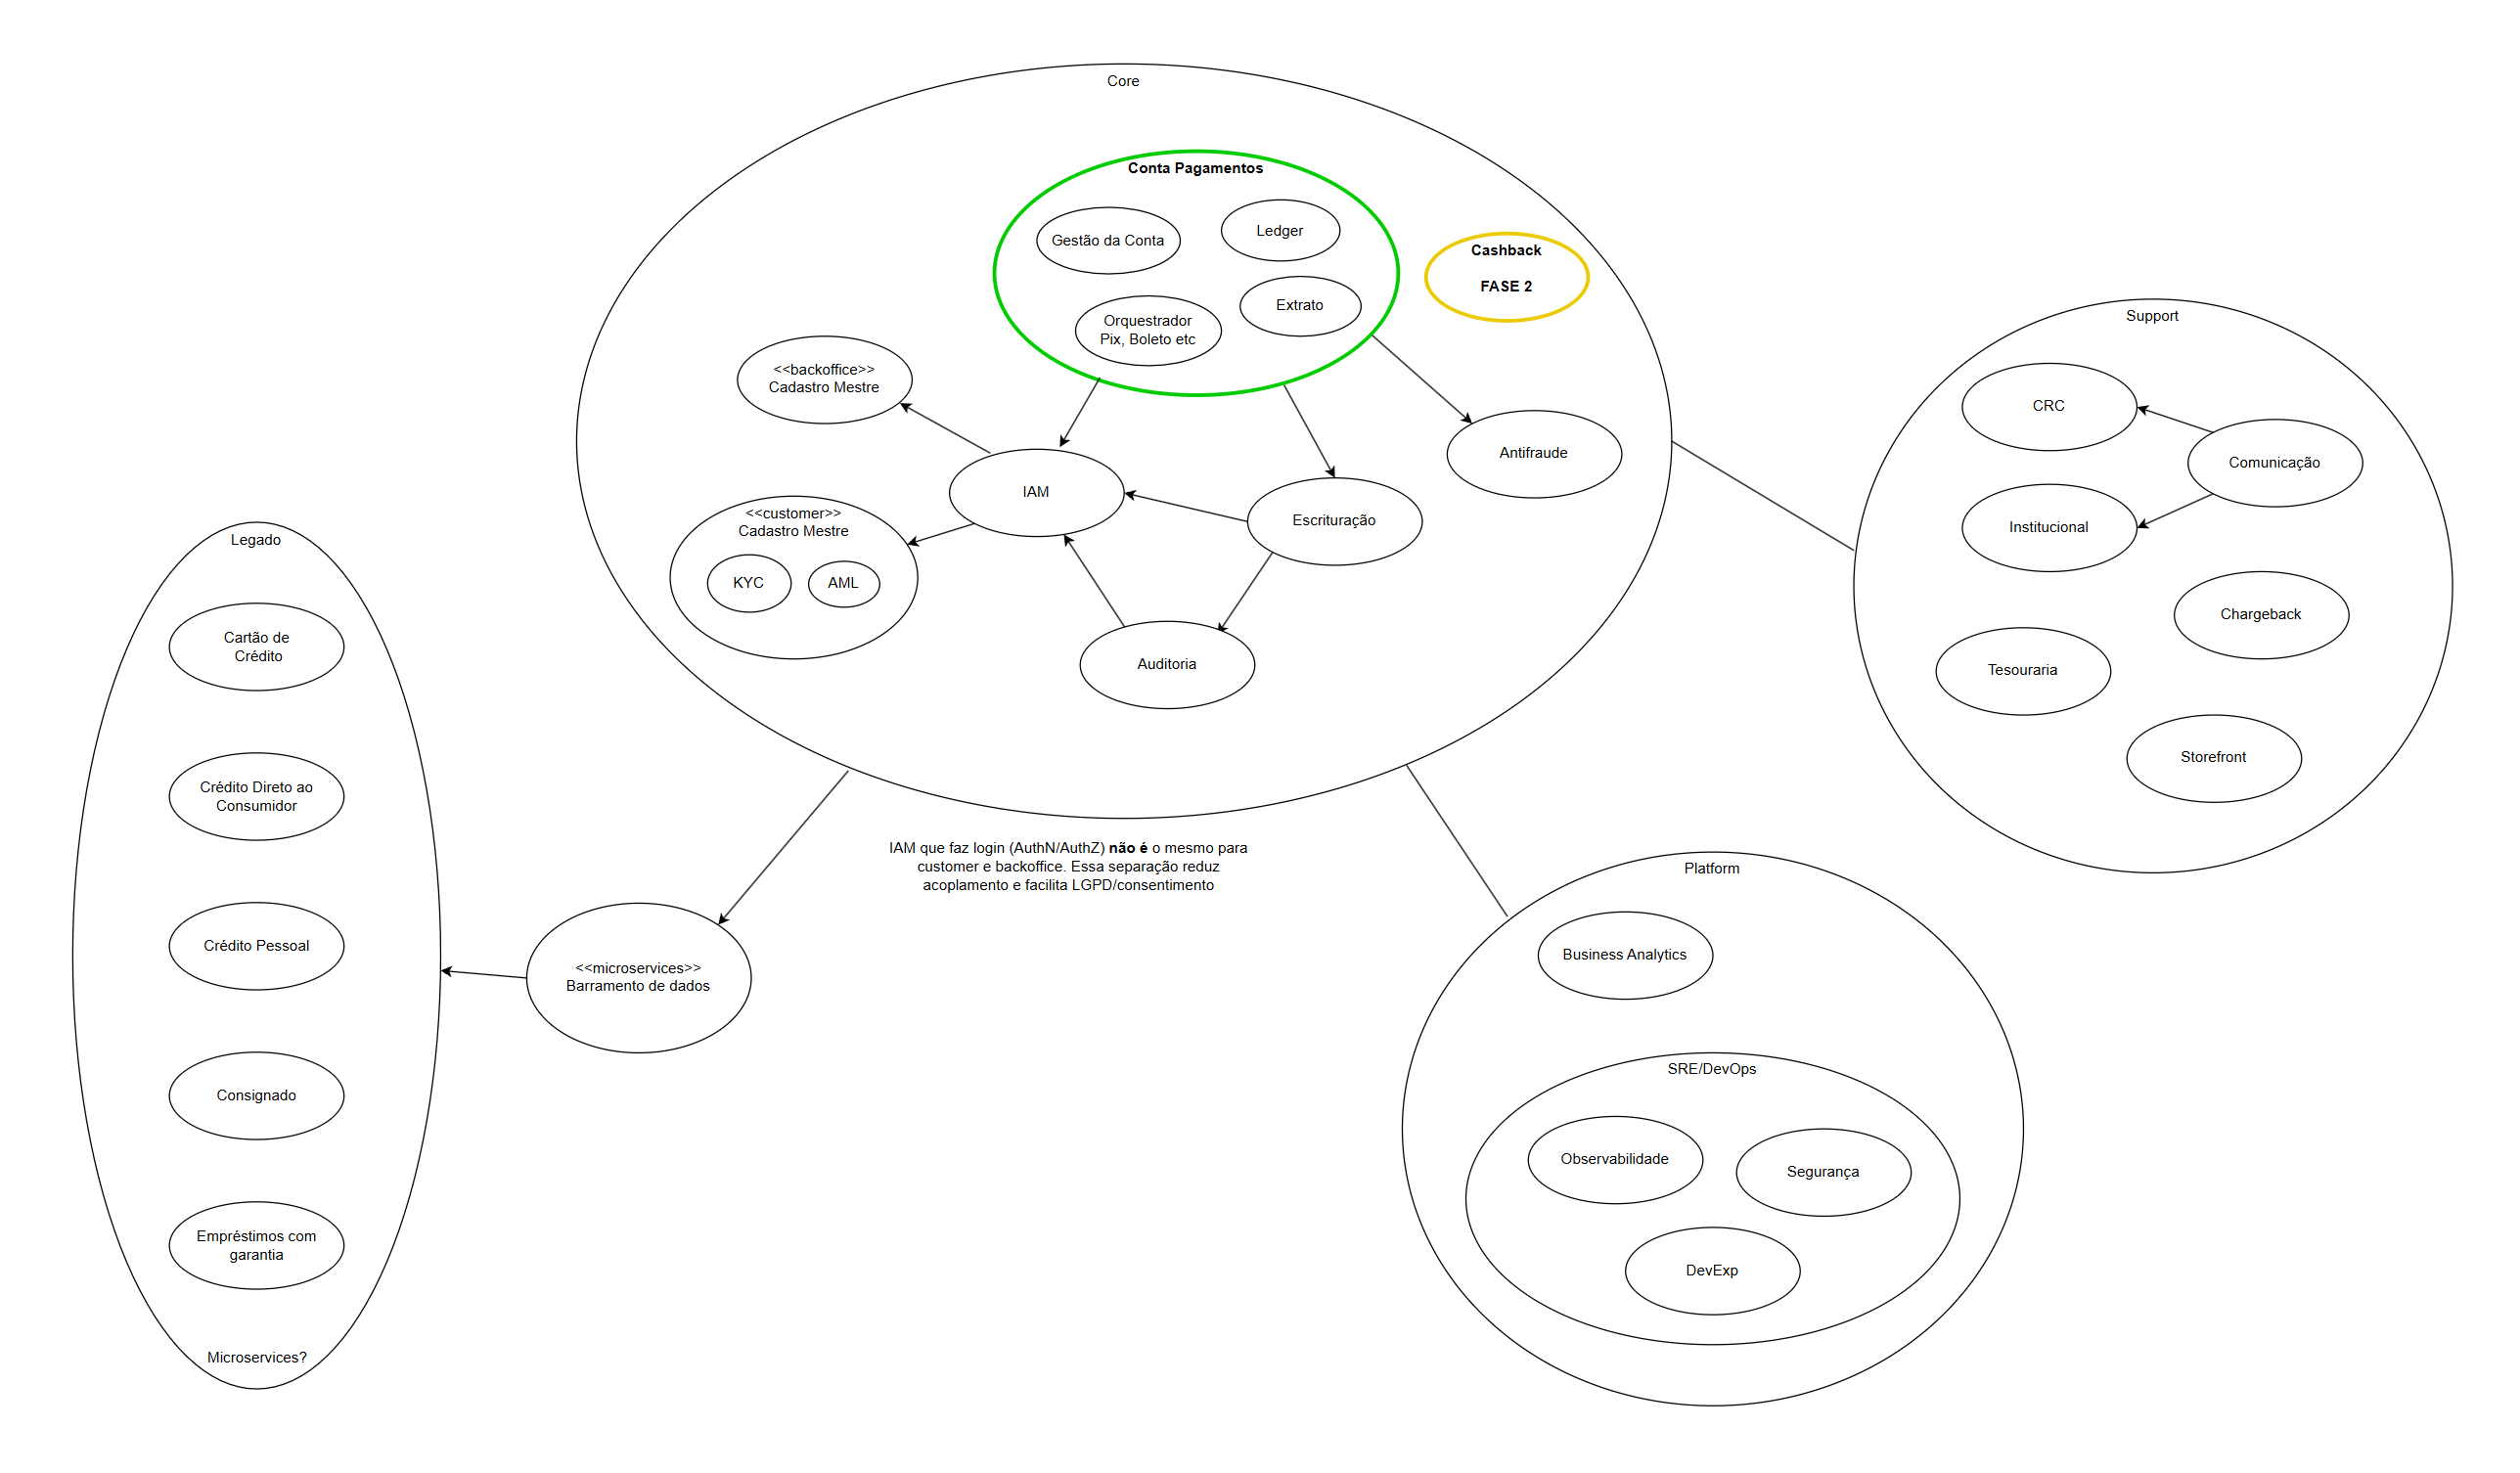 Core
Conta Pagamentos
Gestão da Conta
Ledger
Extrato
Orquestrador
Pix, Boleto etc
Cashback
FASE 2
<<backoffice>>
Cadastro Mestre
Antifraude
IAM
Escrituração
<<customer>>
Cadastro Mestre
KYC
AML
Auditoria
Support
CRC
Comunicação
Institucional
Chargeback
Tesouraria
Storefront
Legado
Cartão de
Crédito
Crédito Direto ao
Consumidor
Crédito Pessoal
Consignado
Empréstimos com
garantia
Microservices?
<<microservices>>
Barramento de dados
IAM que faz login (AuthN/AuthZ) não é o mesmo para
customer e backoffice. Essa separação reduz
acoplamento e facilita LGPD/consentimento
Platform
Business Analytics
SRE/DevOps
Observabilidade
Segurança
DevExp